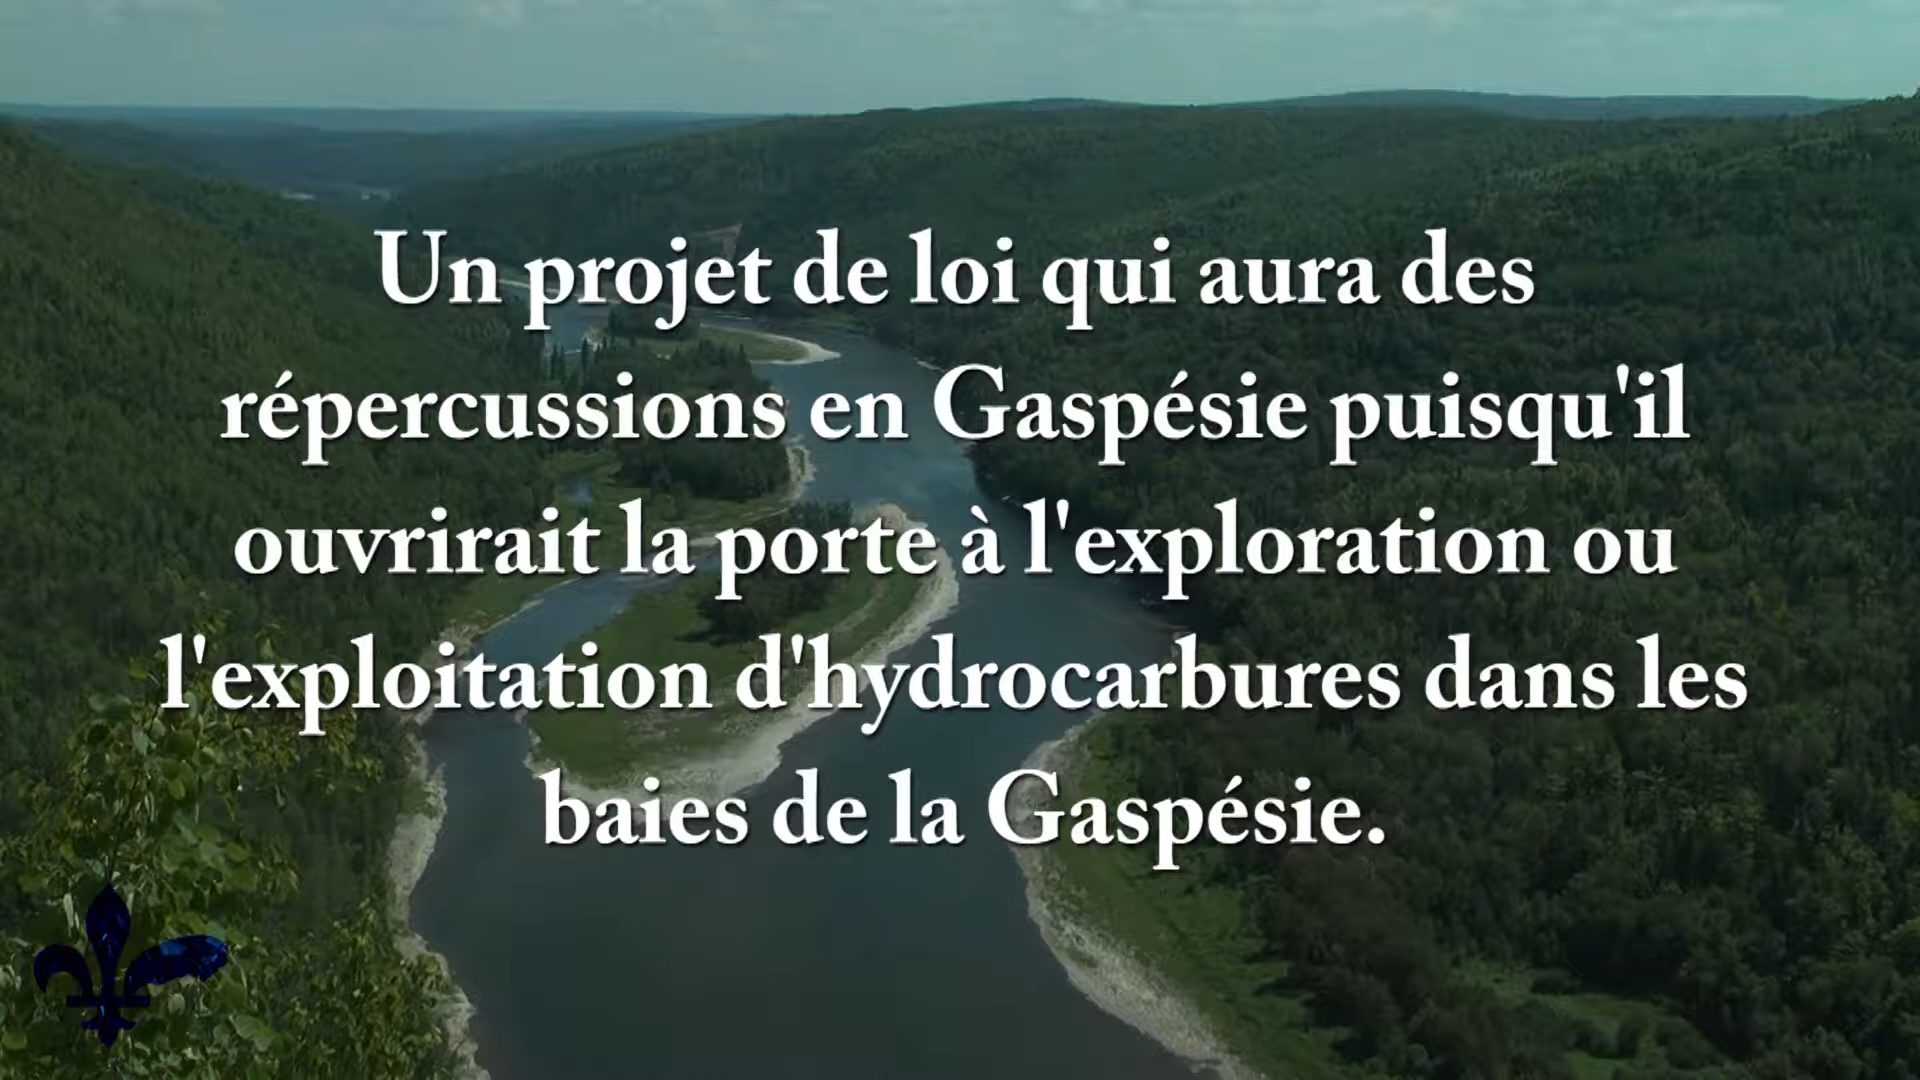 Un projet de loi qui aura des
répercussions en Gaspésie puisqu'il
ouvrirait la porte à l'exploration ou
l'exploitation d'hydrocarbures dans les
baies de la Gaspésie.